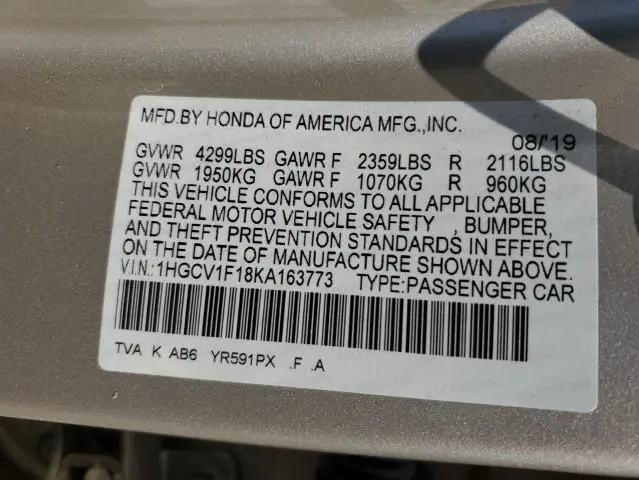 MFD.BY HONDA OF AMERICA MFG.,INC.
08/'19
GVWR 4299LBS GAWR F 2359LBS R 2116LBS
GVWR 1950KG GAWR F 1070KG R 960KG
THIS VEHICLE CONFORMS TO ALL APPLICABLE
FEDERAL MOTOR VEHICLE SAFETY , BUMPER,
AND THEFT PREVENTION STANDARDS IN EFFECT
ON THE DATE OF MANUFACTURE SHOWN ABOVE.
V.I.N.:1HGCV1F18KA163773 TYPE:PASSENGER CAR
TVA K AB6 YR591PX .F .A